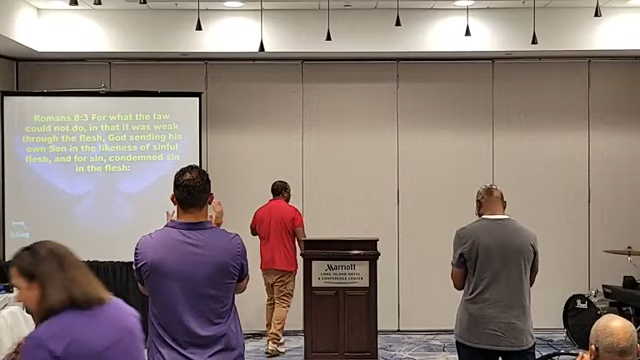 Romans 8:3 For what the law
could not do, in that it was weak
through the flesh, God sending his
own Son in the likeness of sinful
flesh, and for sin, condemned sin
in the flesh:
Marriott
LONG ISLAND HOTEL
& CONFERENCE CENTER